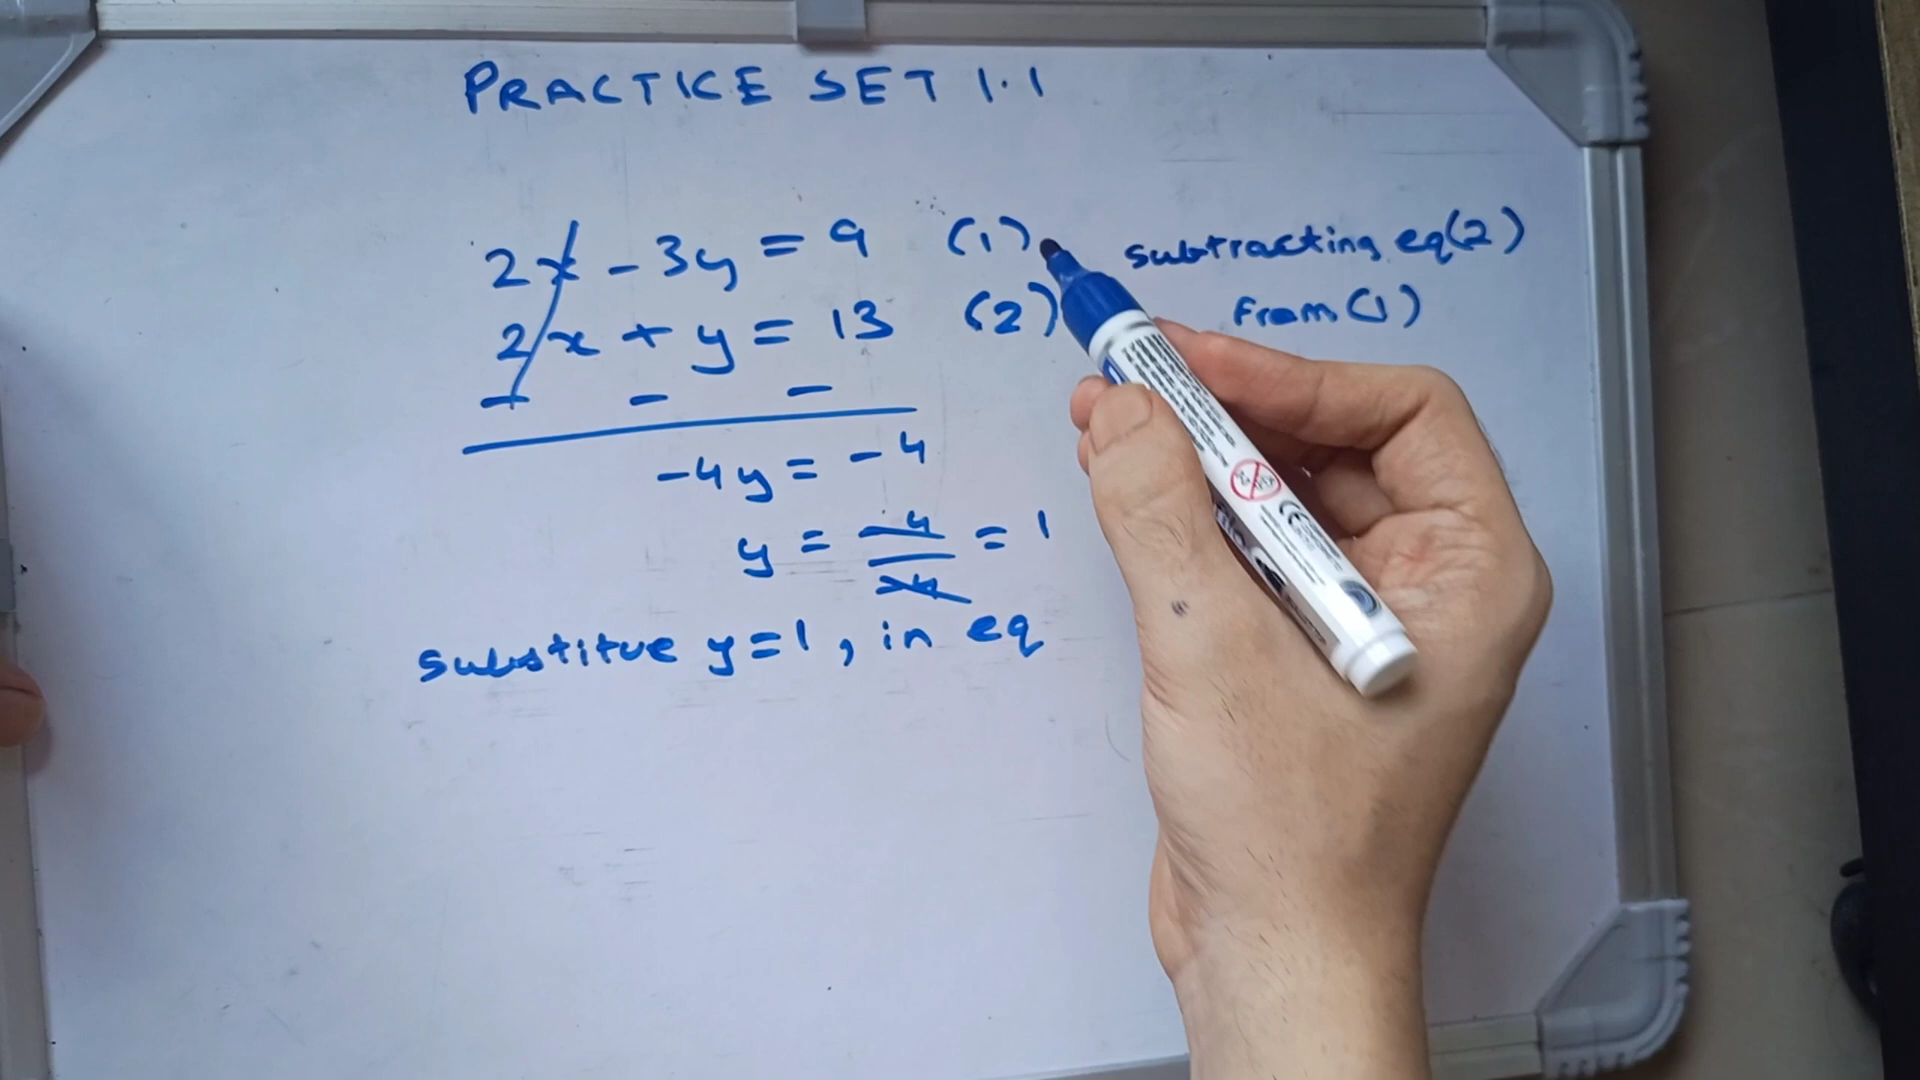 PRACTICE SET 1.1
2x - 3y = 9 (1)
subtracting eq(2)
from (1)
2x + y = 13 (2)
- - -
-4y = -4
y = -4/-4 = 1
substitue y=1, in eq